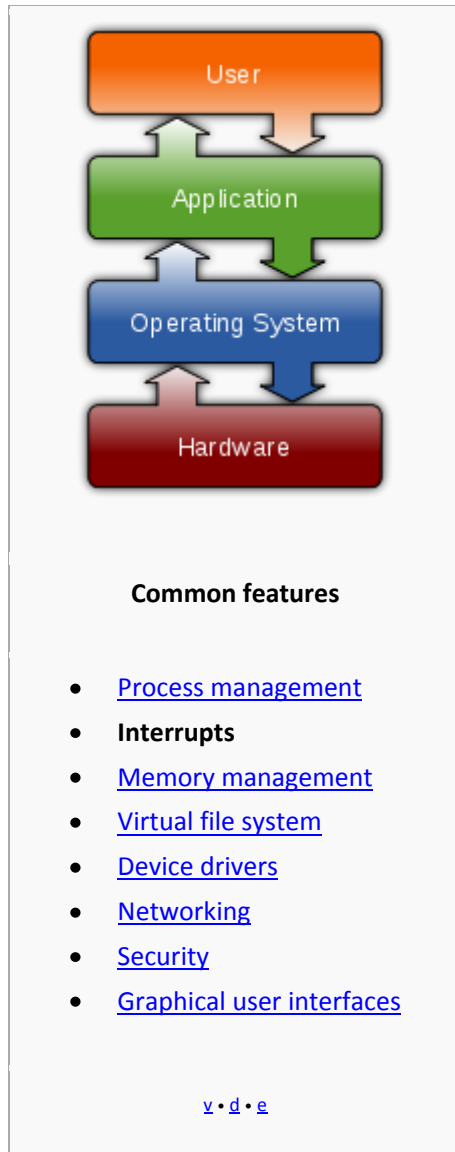 User
Application
Operating System
Hardware
Common features
• Process management
• Interrupts
• Memory management
• Virtual file system
• Device drivers
• Networking
• Security
• Graphical user interfaces
v • d • e